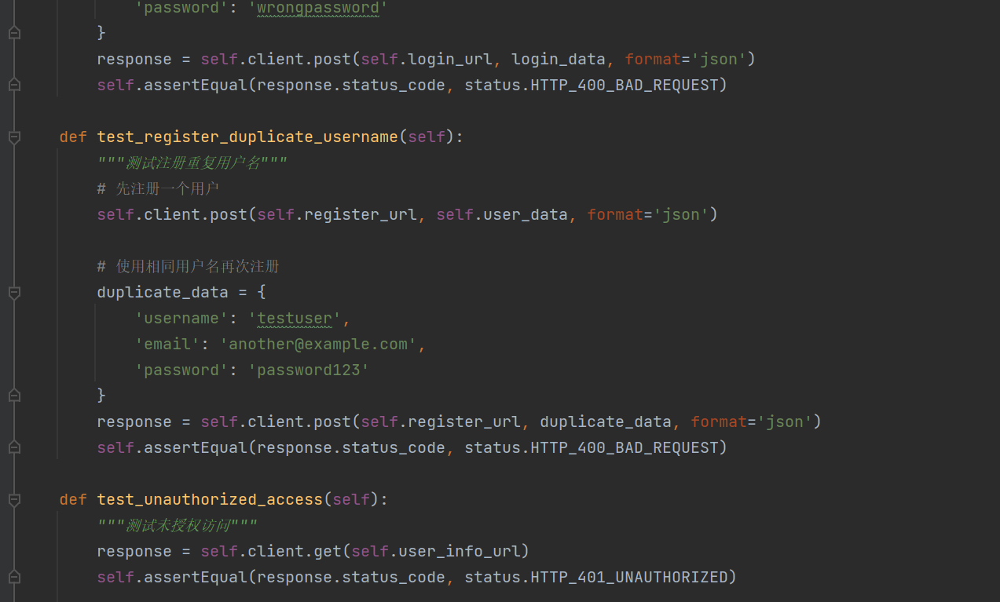 'password': 'wrongpassword'
}
response = self.client.post(self.login_url, login_data, format='json')
self.assertEqual(response.status_code, status.HTTP_400_BAD_REQUEST)
def test_register_duplicate_username(self):
"""测试注册重复用户名"""
# 先注册一个用户
self.client.post(self.register_url, self.user_data, format='json')
# 使用相同用户名再次注册
duplicate_data = {
'username': 'testuser',
'email': 'another@example.com',
'password': 'password123'
}
response = self.client.post(self.register_url, duplicate_data, format='json')
self.assertEqual(response.status_code, status.HTTP_400_BAD_REQUEST)
def test_unauthorized_access(self):
"""测试未授权访问"""
response = self.client.get(self.user_info_url)
self.assertEqual(response.status_code, status.HTTP_401_UNAUTHORIZED)